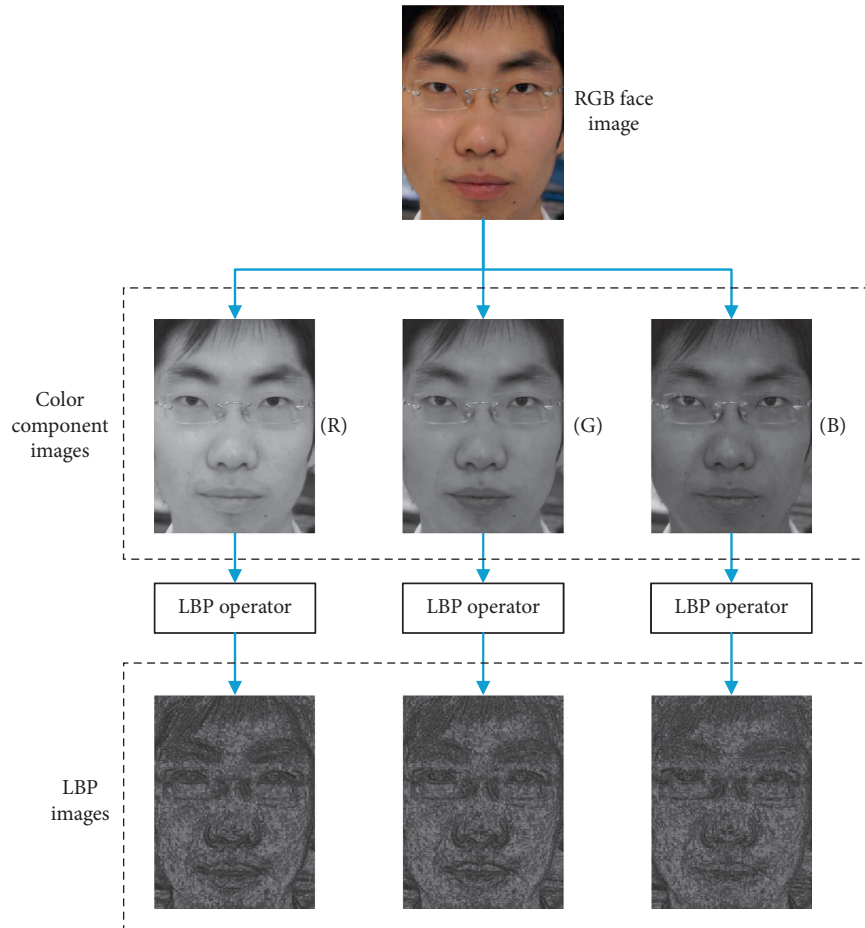 RGB face
image
Color
component
images
(R)
(G)
(B)
LBP operator
LBP operator
LBP operator
LBP
images